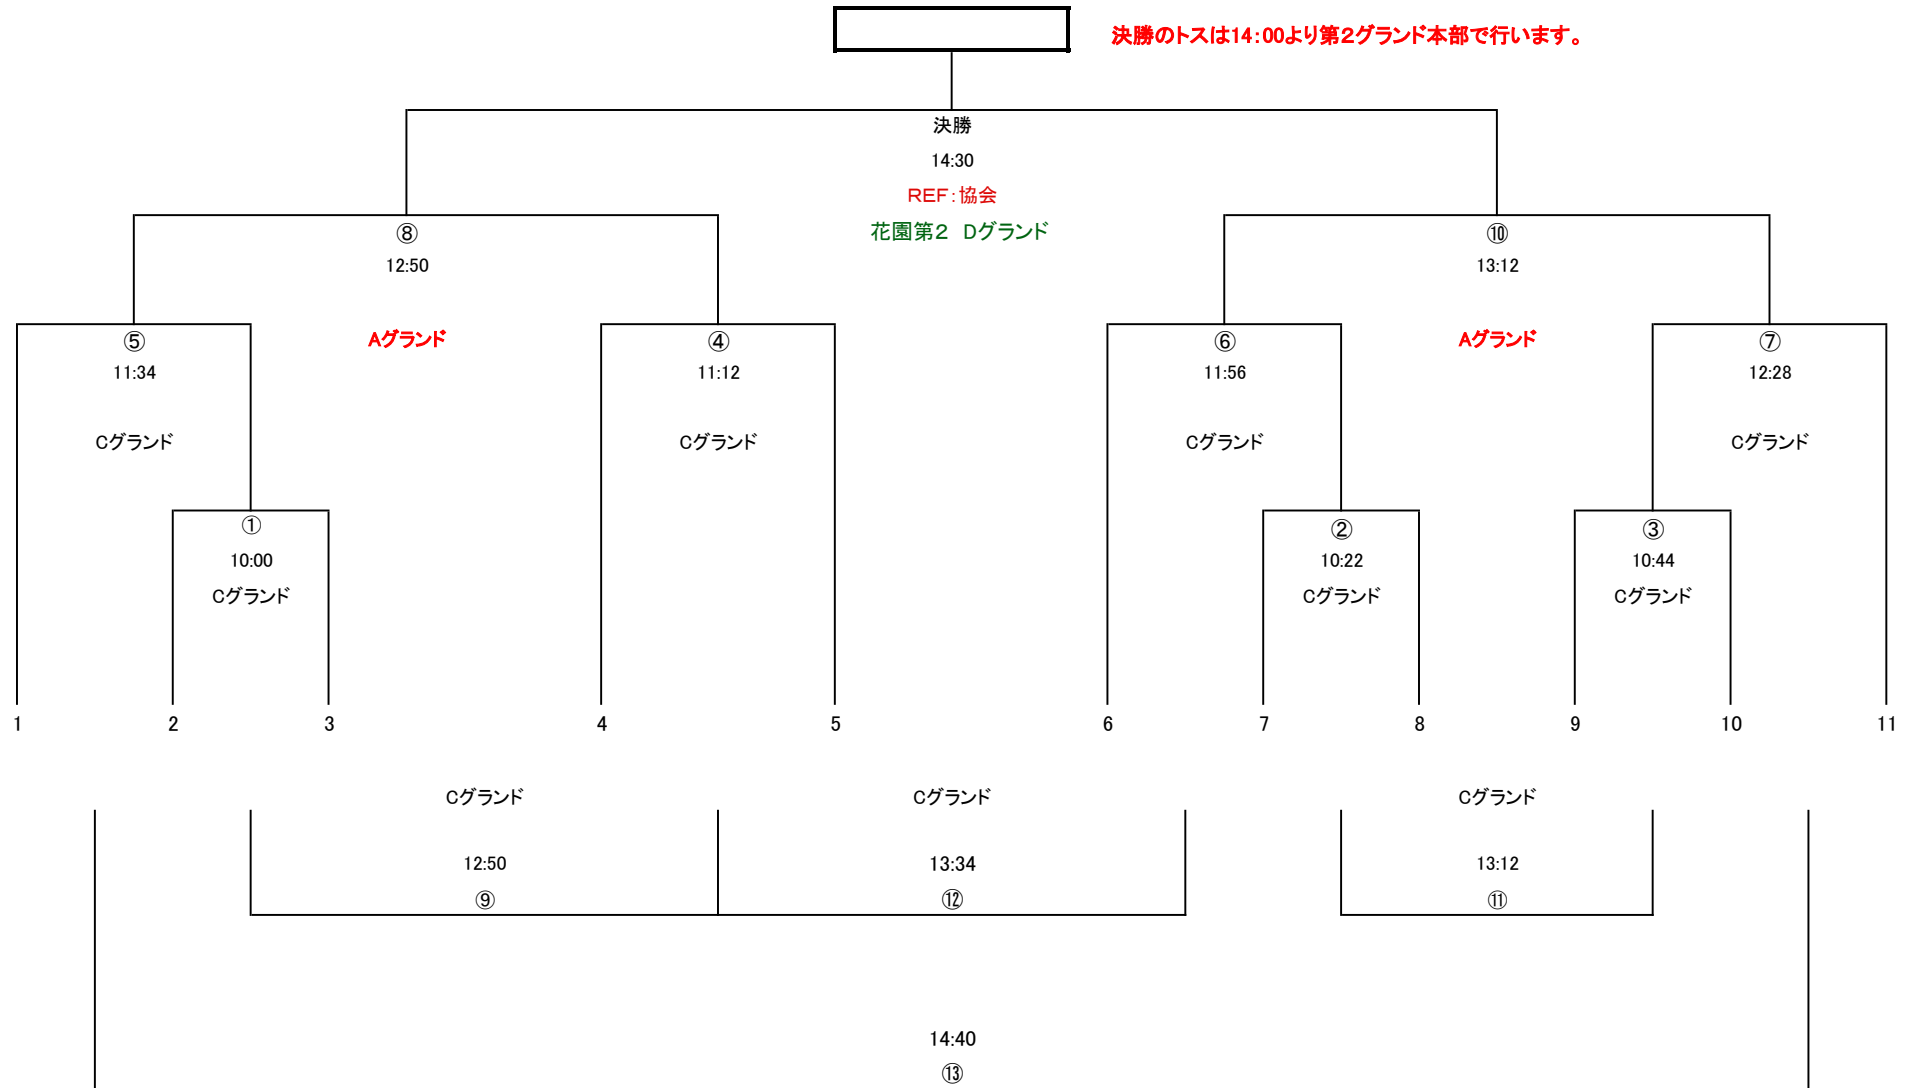 決勝のトスは14:00より第2グランド本部で行います。
決勝
14:30
REF:協会
花園第2 Dグランド
⑧
12:50
Aグランド
⑩
13:12
Aグランド
⑤
11:34
Cグランド
④
11:12
Cグランド
⑥
11:56
Cグランド
⑦
12:28
Cグランド
①
10:00
Cグランド
②
10:22
Cグランド
③
10:44
Cグランド
1 2 3 4 5 6 7 8 9 10 11
Cグランド
12:50
⑨
Cグランド
13:34
⑫
Cグランド
13:12
⑪
14:40
⑬